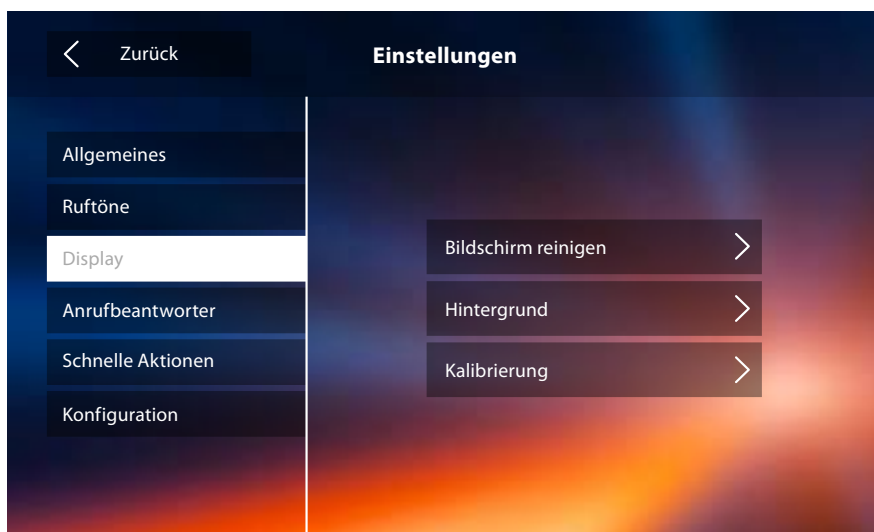 Zurück
Einstellungen
Allgemeines
Ruftöne
Display
Anrufbeantworter
Schnelle Aktionen
Konfiguration
Bildschirm reinigen
Hintergrund
Kalibrierung